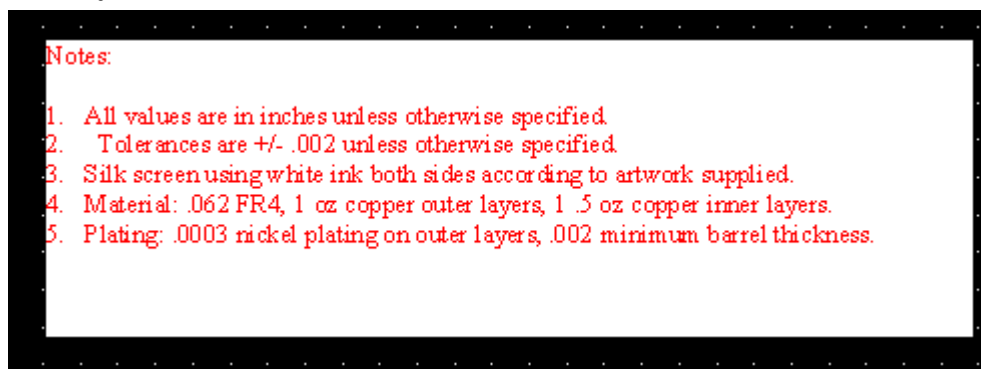 Notes:
1. All values are in inches unless otherwise specified.
2. Tolerances are +/- .002 unless otherwise specified.
3. Silk screen using white ink both sides according to artwork supplied.
4. Material: .062 FR4, 1 oz copper outer layers, 1 .5 oz copper inner layers.
5. Plating: .0003 nickel plating on outer layers, .002 minimum barrel thickness.